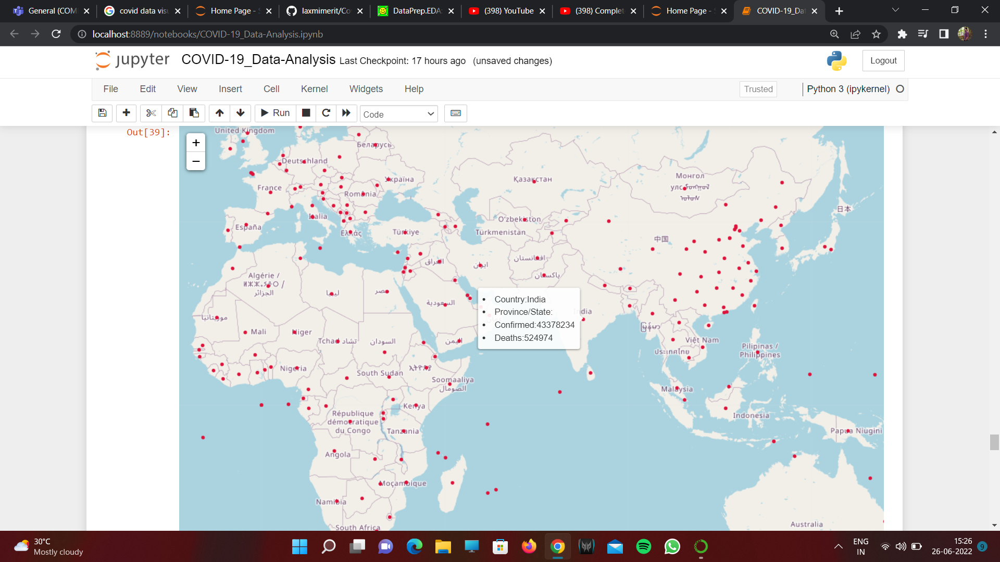 General (COM
covid data vis
Home Page - S
laxmimerit/Co
DataPrep.EDA
(398) YouTube
(398) Complet
Home Page -
COVID-19_Dat
localhost:8889/notebooks/COVID-19_Data-Analysis.ipynb
jupyter COVID-19_Data-Analysis Last Checkpoint: 17 hours ago (unsaved changes)
Logout
File Edit View Insert Cell Kernel Widgets Help
Trusted
Python 3 (ipykernel)
Run
Code
Out[39]:
+
−
United Kingdom
Беларусь
Deutschland
Україна
Қазақстан
Монгол
улс
France
România
日本
Italia
O'zbekiston
España
Ελλάς
Türkiye
Türkmenistan
中国
افغانستان
العراق
ایران
پاکستان
Algérie /
ⵍⵣⵣⴰⵢⴻⵔ /
الجزائر
ليبيا
مصر
السعودية
Country:India
Province/State:
Confirmed:43378234
Deaths:524974
India
موريتانيا
Mali
Niger
Tchad تشاد
السودان
اليمن
Việt Nam
ประเทศไทย
Pilipinas /
Philippines
Nigeria
South Sudan
ኢትዮጵያ
Soomaaliya
الصومال
Malaysia
Kenya
République
démocratique
du Congo
Indonesia
Tanzania
Papua Niugini
Angola
Moçambique
Namibia
South Africa
Australia
30°C
Mostly cloudy
ENG
IN
15:26
26-06-2022
9